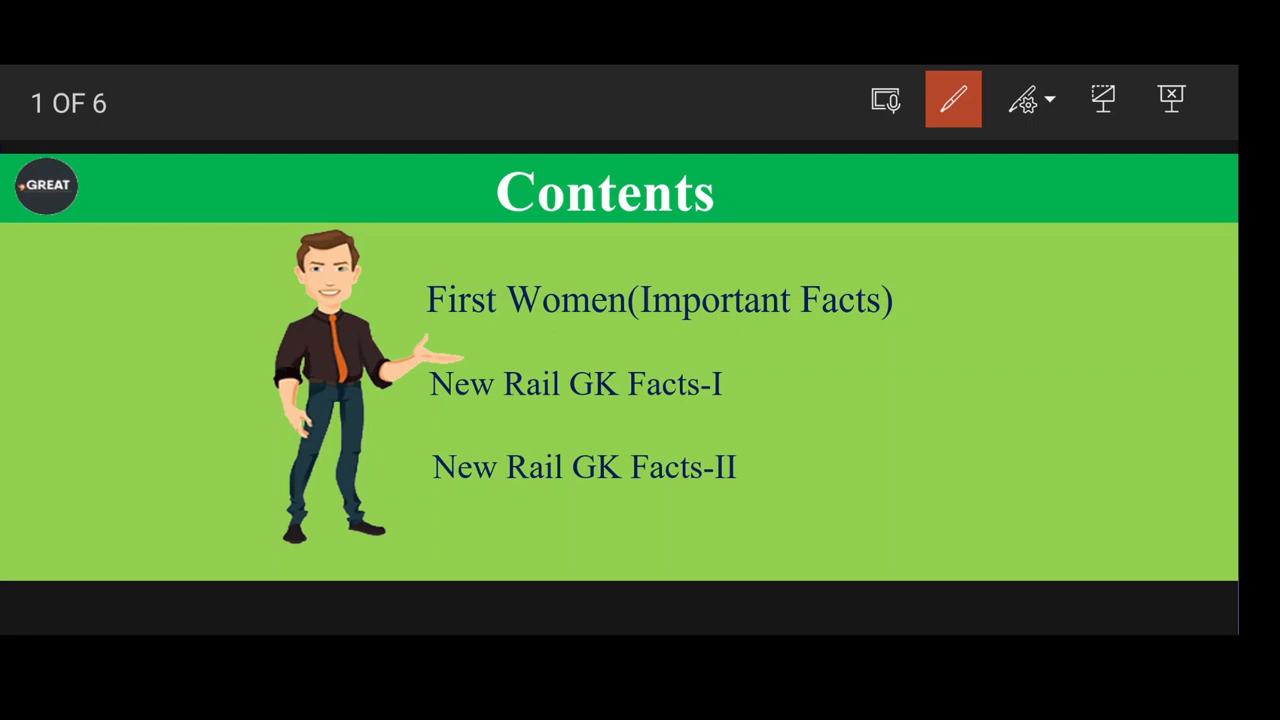 1 OF 6
GREAT
Contents
First Women(Important Facts)
New Rail GK Facts-I
New Rail GK Facts-II